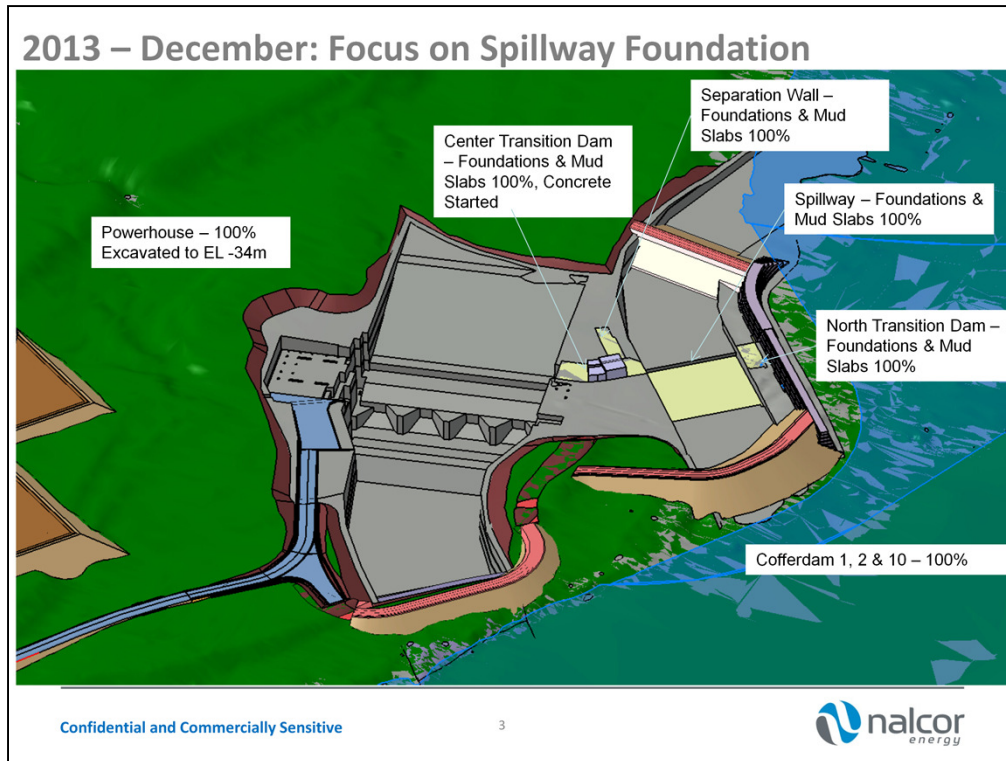 2013 – December: Focus on Spillway Foundation
Separation Wall –
Foundations & Mud
Slabs 100%
Center Transition Dam
– Foundations & Mud
Slabs 100%, Concrete
Started
Spillway – Foundations &
Mud Slabs 100%
Powerhouse – 100%
Excavated to EL -34m
North Transition Dam –
Foundations & Mud
Slabs 100%
Cofferdam 1, 2 & 10 – 100%
Confidential and Commercially Sensitive
3
nalcor
energy